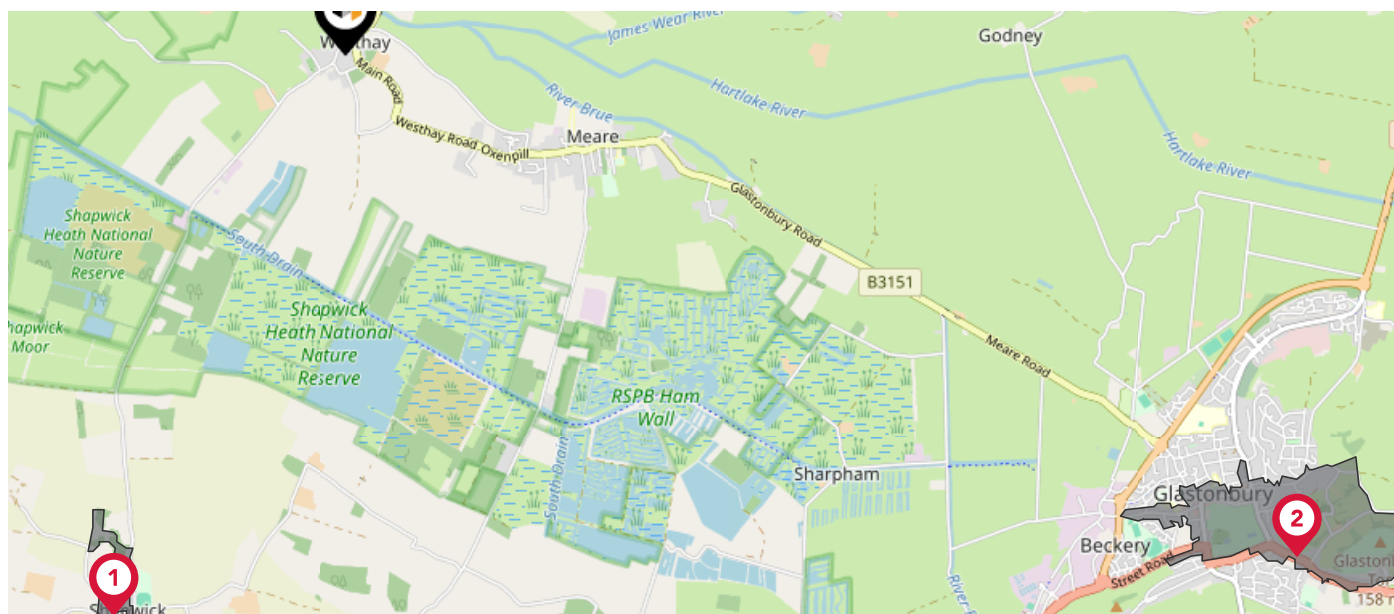 James Wear River
Godney
Westhay
Main Road
Hartlake River
River Brue
Westhay Road
Oxenpill
Meare
Hartlake River
Glastonbury Road
Shapwick
Heath National
Nature
Reserve
South Drain
B3151
Shapwick
Heath National
Nature
Reserve
Shapwick
Moor
Meare Road
RSPB Ham
Wall
South Drain
Sharpham
Glastonbury
2
Beckery
Street Road
1
Shapwick
158 m